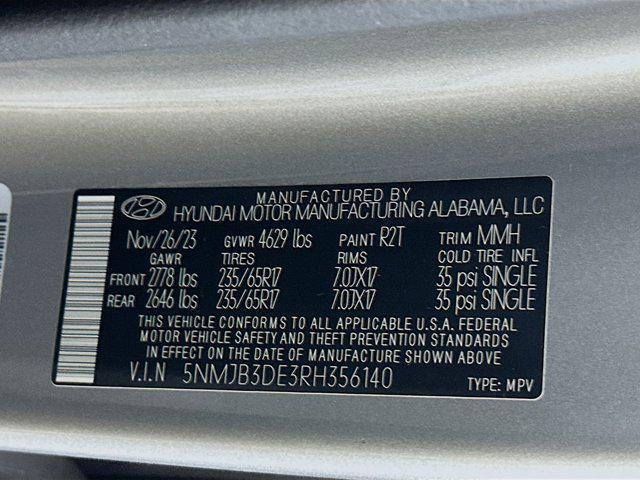 MANUFACTURED BY
HYUNDAI MOTOR MANUFACTURING ALABAMA, LLC
Nov/26/23 GVWR 4629 lbs PAINT R2T TRIM MMH
GAWR TIRES RIMS COLD TIRE INFL
FRONT 2778 lbs 235/65R17 7.0JX17 35 psi SINGLE
REAR 2646 lbs 235/65R17 7.0JX17 35 psi SINGLE
THIS VEHICLE CONFORMS TO ALL APPLICABLE U.S.A. FEDERAL
MOTOR VEHICLE SAFETY AND THEFT PREVENTION STANDARDS
IN EFFECT ON THE DATE OF MANUFACTURE SHOWN ABOVE
V.I.N 5NMJB3DE3RH356140 TYPE: MPV